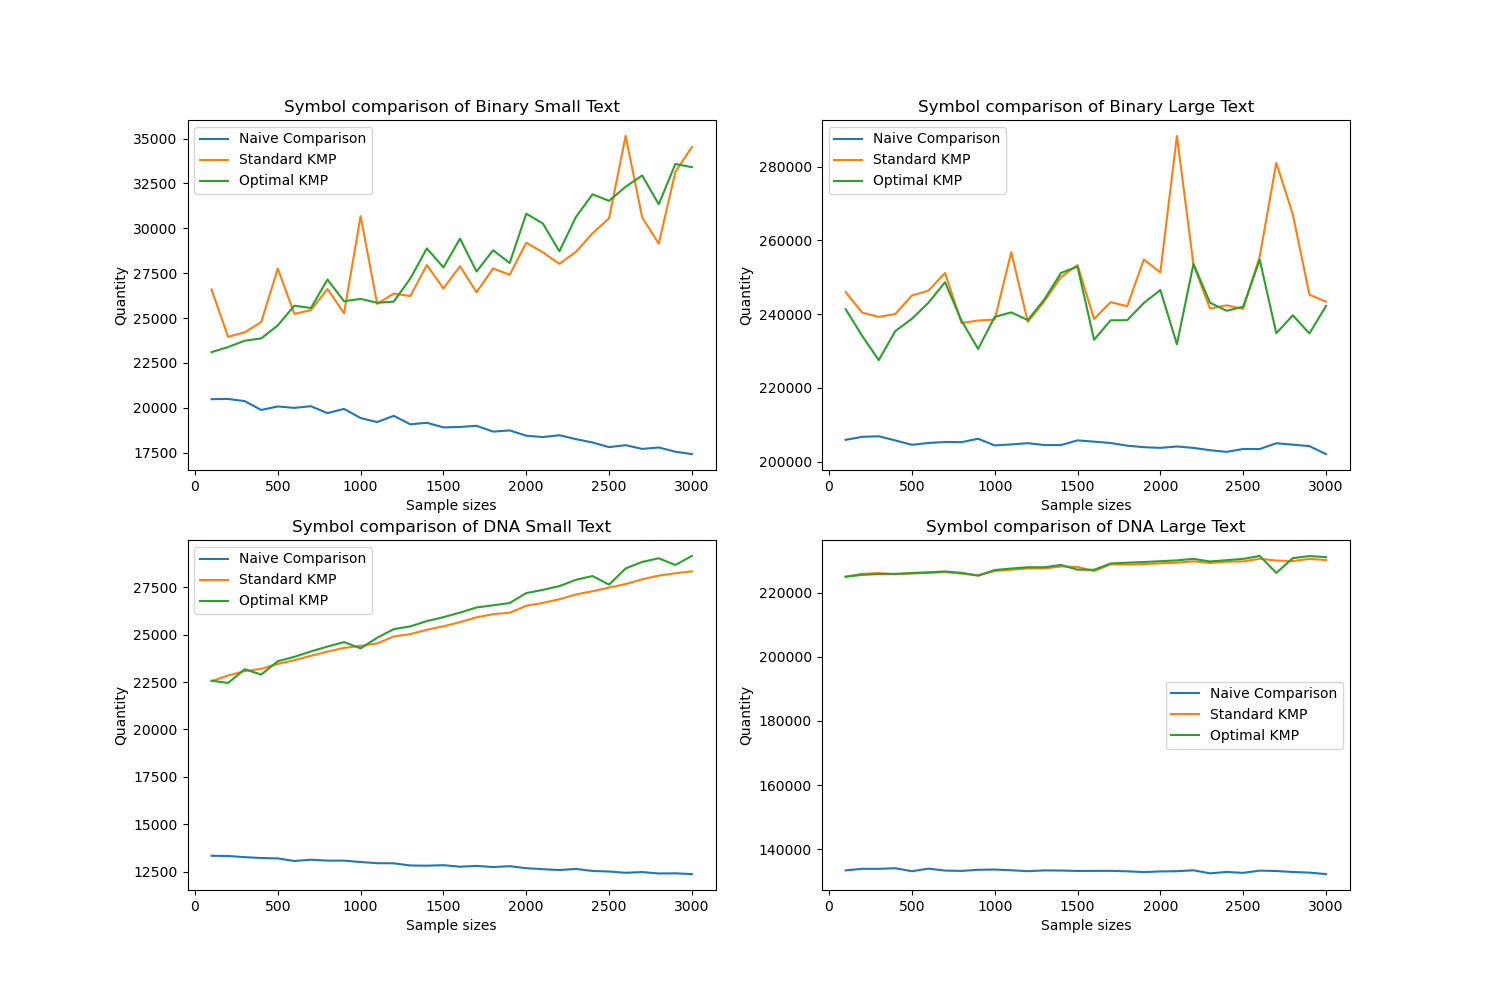 Symbol comparison of Binary Small Text
Naive Comparison
Standard KMP
Optimal KMP
35000
32500
30000
27500
25000
22500
20000
17500
Quantity
0 500 1000 1500 2000 2500 3000
Sample sizes
Symbol comparison of Binary Large Text
Naive Comparison
Standard KMP
Optimal KMP
280000
260000
240000
220000
200000
Quantity
0 500 1000 1500 2000 2500 3000
Sample sizes
Symbol comparison of DNA Small Text
Naive Comparison
Standard KMP
Optimal KMP
27500
25000
22500
20000
17500
15000
12500
Quantity
0 500 1000 1500 2000 2500 3000
Sample sizes
Symbol comparison of DNA Large Text
220000
200000
180000
160000
140000
Quantity
Naive Comparison
Standard KMP
Optimal KMP
0 500 1000 1500 2000 2500 3000
Sample sizes